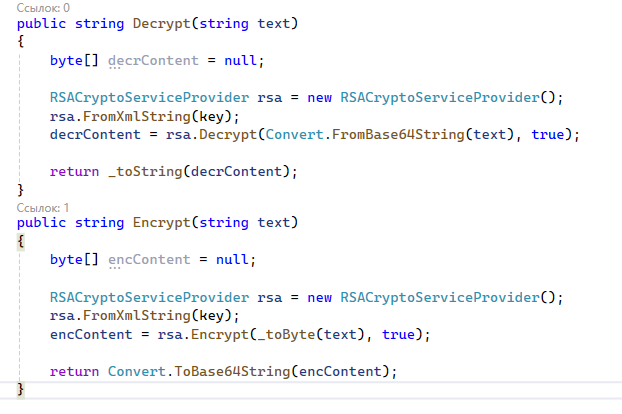 Ссылок: 0
public string Decrypt(string text)
{
byte[] decrContent = null;
RSACryptoServiceProvider rsa = new RSACryptoServiceProvider();
rsa.FromXmlString(key);
decrContent = rsa.Decrypt(Convert.FromBase64String(text), true);
return _toString(decrContent);
}
Ссылок: 1
public string Encrypt(string text)
{
byte[] encContent = null;
RSACryptoServiceProvider rsa = new RSACryptoServiceProvider();
rsa.FromXmlString(key);
encContent = rsa.Encrypt(_toByte(text), true);
return Convert.ToBase64String(encContent);
}